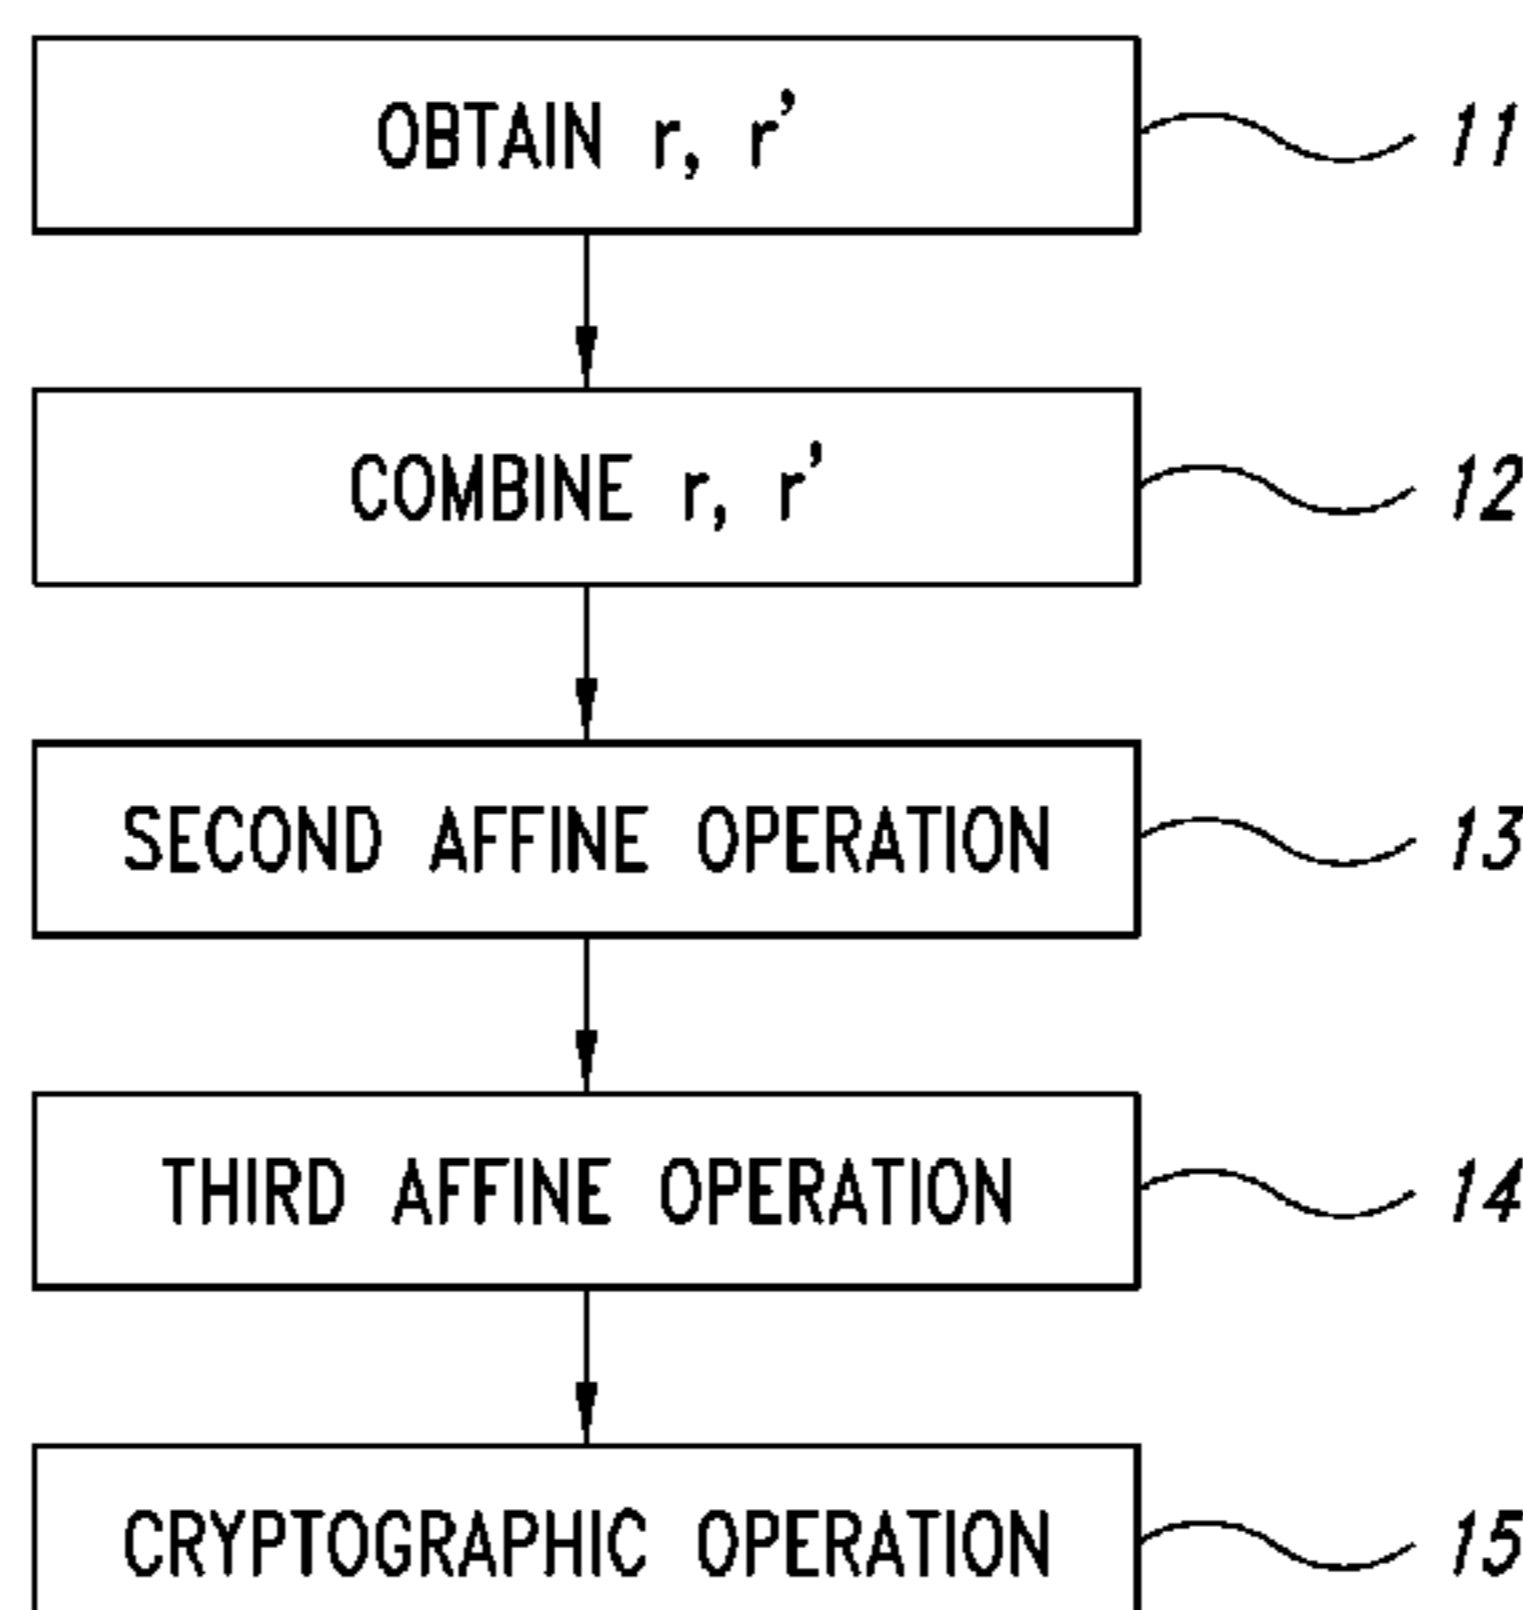 OBTAIN r, r' 11
COMBINE r, r' 12
SECOND AFFINE OPERATION 13
THIRD AFFINE OPERATION 14
CRYPTOGRAPHIC OPERATION 15